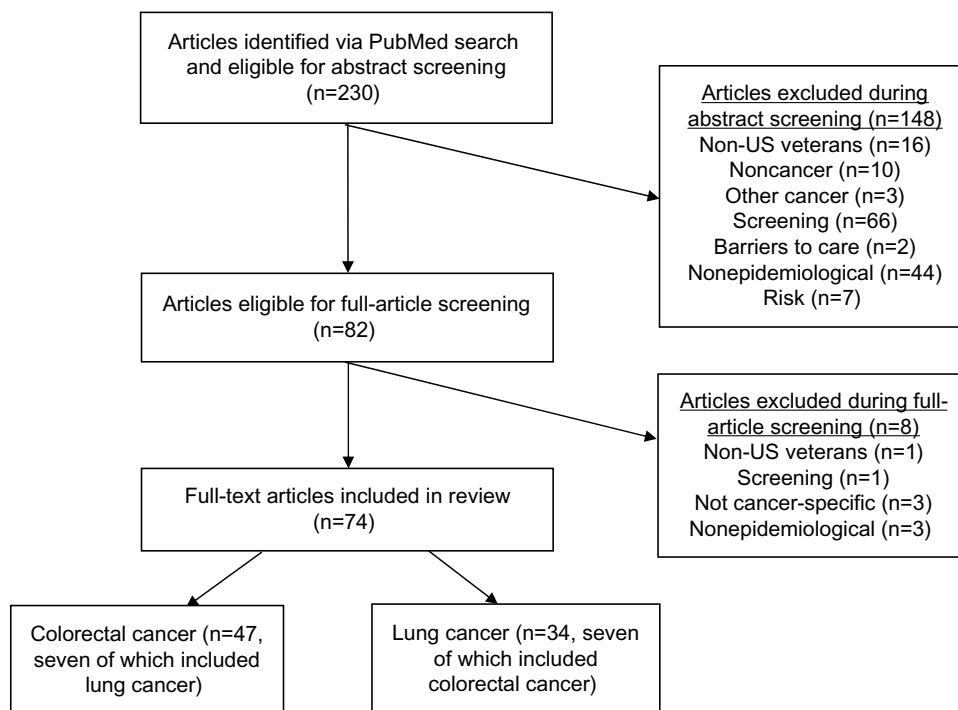 Articles identified via PubMed search
and eligible for abstract screening
(n=230)
Articles excluded during
abstract screening (n=148)
Non-US veterans (n=16)
Noncancer (n=10)
Other cancer (n=3)
Screening (n=66)
Barriers to care (n=2)
Nonepidemiological (n=44)
Risk (n=7)
Articles eligible for full-article screening
(n=82)
Articles excluded during full-
article screening (n=8)
Non-US veterans (n=1)
Screening (n=1)
Not cancer-specific (n=3)
Nonepidemiological (n=3)
Full-text articles included in review
(n=74)
Colorectal cancer (n=47,
seven of which included
lung cancer)
Lung cancer (n=34, seven
of which included
colorectal cancer)